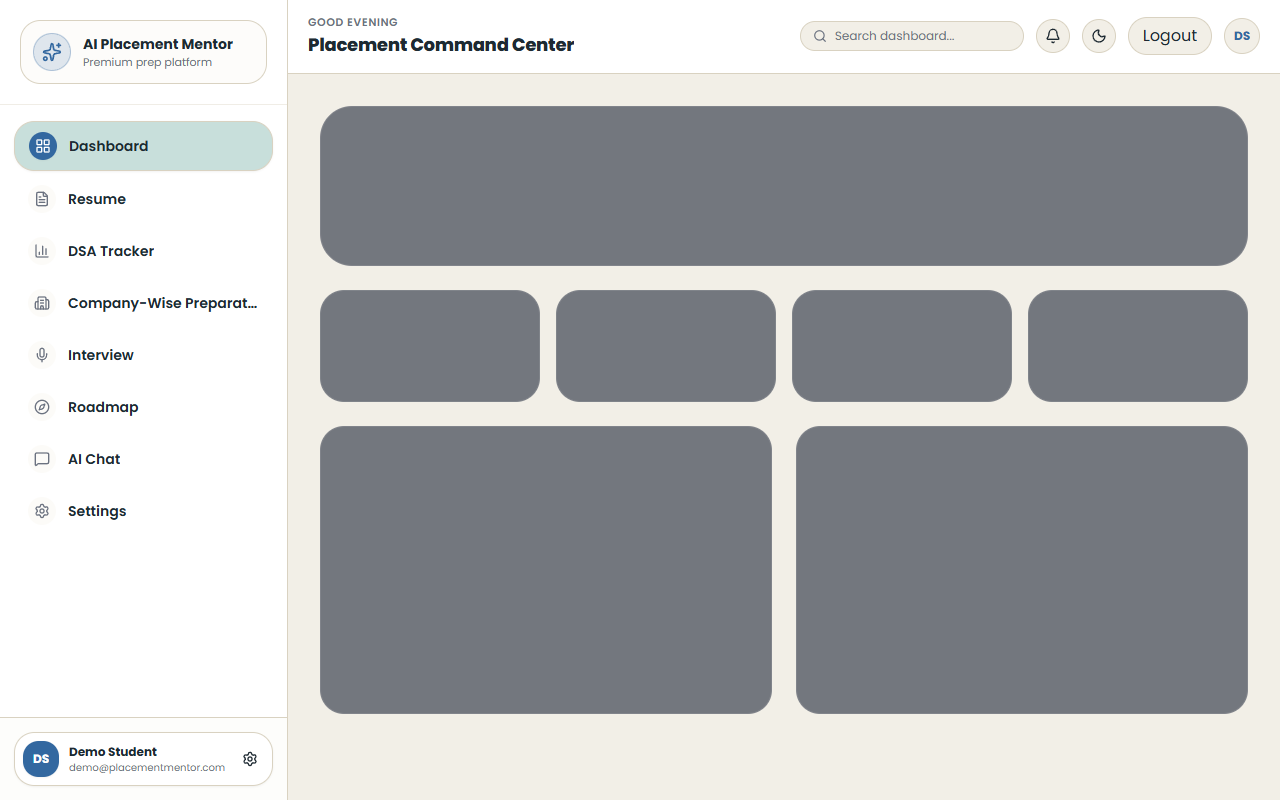 AI Placement Mentor
Premium prep platform
Dashboard
Resume
DSA Tracker
Company-Wise Preparat...
Interview
Roadmap
AI Chat
Settings
DS
Demo Student
demo@placementmentor.com
GOOD EVENING
Placement Command Center
Search dashboard...
Logout
DS